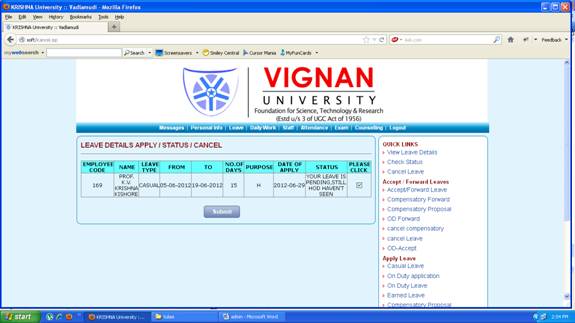 KRISHNA University :: Yadlamudi - Mozilla Firefox
File Edit View History Bookmarks Tools Help
KRISHNA University :: Yadlamudi
Ask.com
Feedback
mywebsearch Search Screensavers Smiley Central Cursor Mania MyFunCards
VIGNAN
UNIVERSITY
Foundation for Science, Technology & Research
(Estd u/s 3 of UGC Act of 1956)
Messages | Personal Info | Leave | Daily Work | Staff | Attendance | Exam | Counselling | Logout
LEAVE DETAILS APPLY / STATUS / CANCEL
EMPLOYEE CODE NAME LEAVE TYPE FROM TO NO.OF DAYS PURPOSE DATE OF APPLY STATUS PLEASE CLICK
169 PROF. K.V. KRISHNA KISHORE CASUAL 05-06-2012 19-06-2012 15 H 2012-06-29 YOUR LEAVE IS PENDING,STILL HOD HAVEN'T SEEN
Submit
QUICK LINKS
View Leave Details
Check Status
Cancel Leave
Accept / Forward Leaves
Accept/Forward Leave
Compensatory Forward
Compensatory Proposal
OD Forward
cancel compensatory
cancel Leave
OD-Accept
Apply Leave
Casual Leave
On Duty application
On Duty Leave
Earned Leave
Compensatory Proposal
start KRISHNA University :... tulasi admin - Microsoft Word 2:04 PM